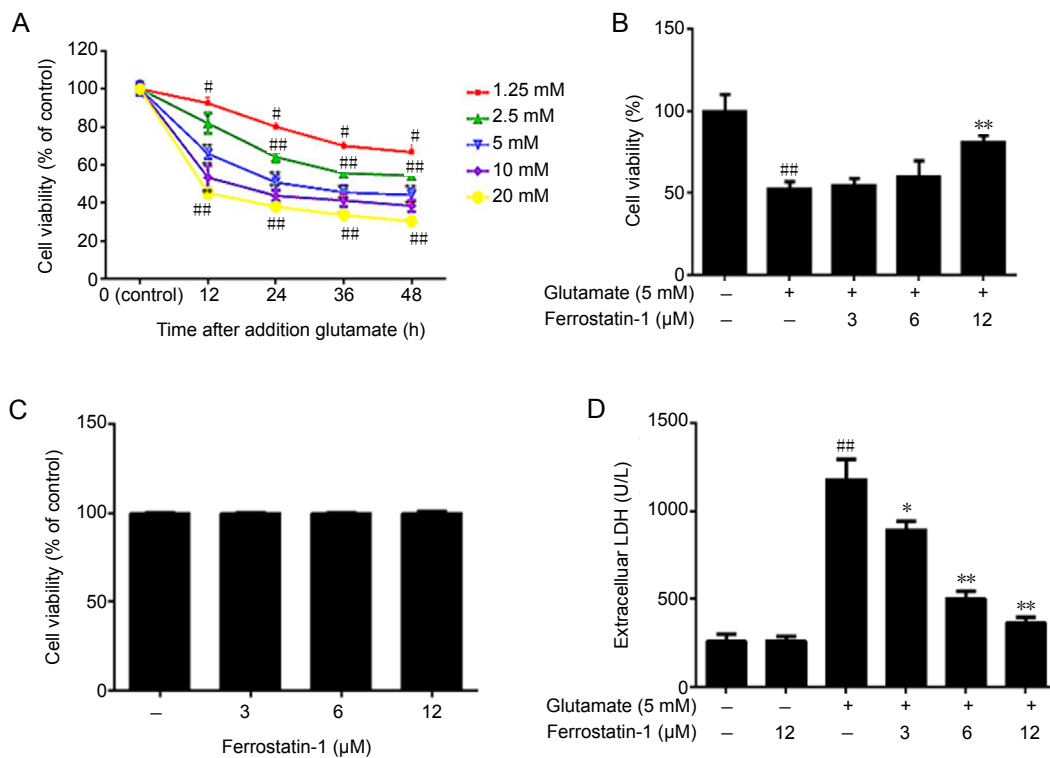 A
Cell viability (% of control)
120
100
80
60
40
20
0
# # # #
## ## ##
## ## ## ##
0 (control) 12 24 36 48
Time after addition glutamate (h)
1.25 mM
2.5 mM
5 mM
10 mM
20 mM
B
Cell viability (%)
150
100
50
0
## **
Glutamate (5 mM) – + + + +
Ferrostatin-1 (µM) – – 3 6 12
C
Cell viability (% of control)
150
100
50
0
– 3 6 12
Ferrostatin-1 (µM)
D
Extracelluar LDH (U/L)
1500
1000
500
0
## * ** **
Glutamate (5 mM) – – + + + +
Ferrostatin-1 (µM) – 12 – 3 6 12